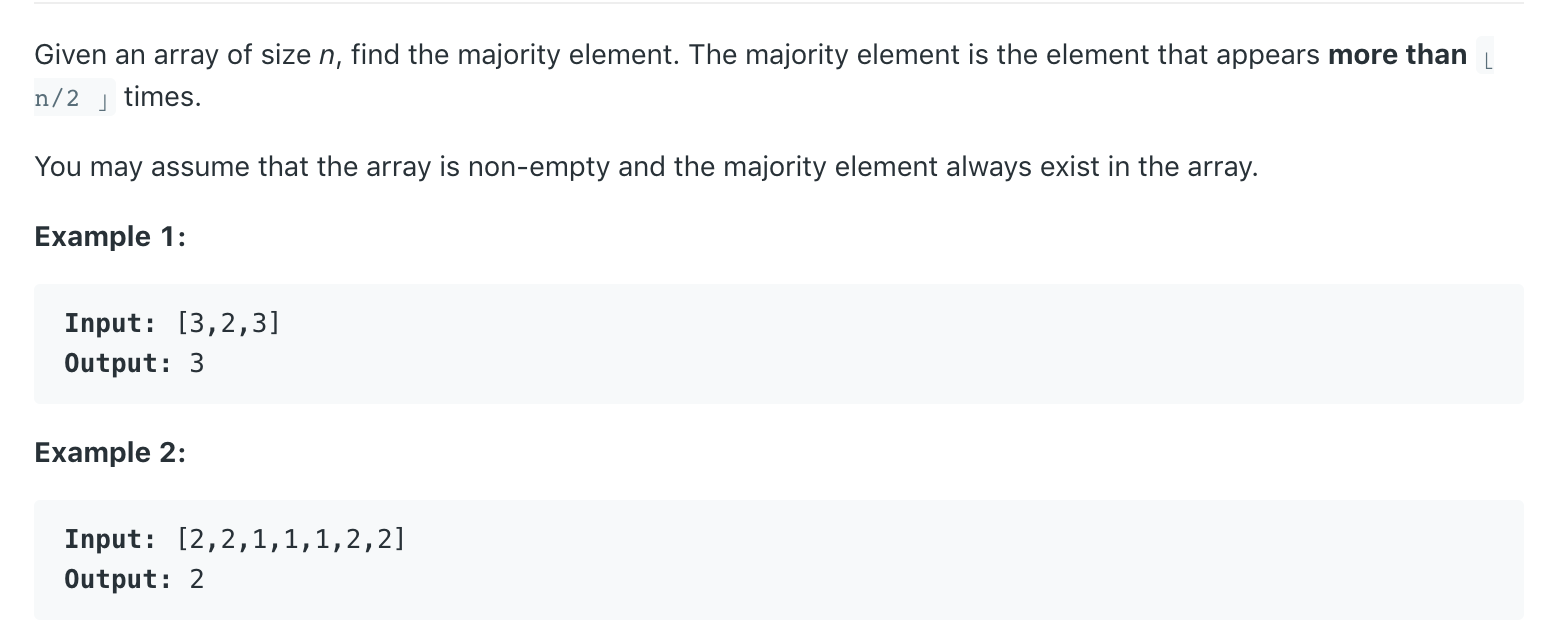 Given an array of size n, find the majority element. The majority element is the element that appears more than ⌊
n/2 ⌋ times.
You may assume that the array is non-empty and the majority element always exist in the array.
Example 1:
Input: [3,2,3]
Output: 3
Example 2:
Input: [2,2,1,1,1,2,2]
Output: 2